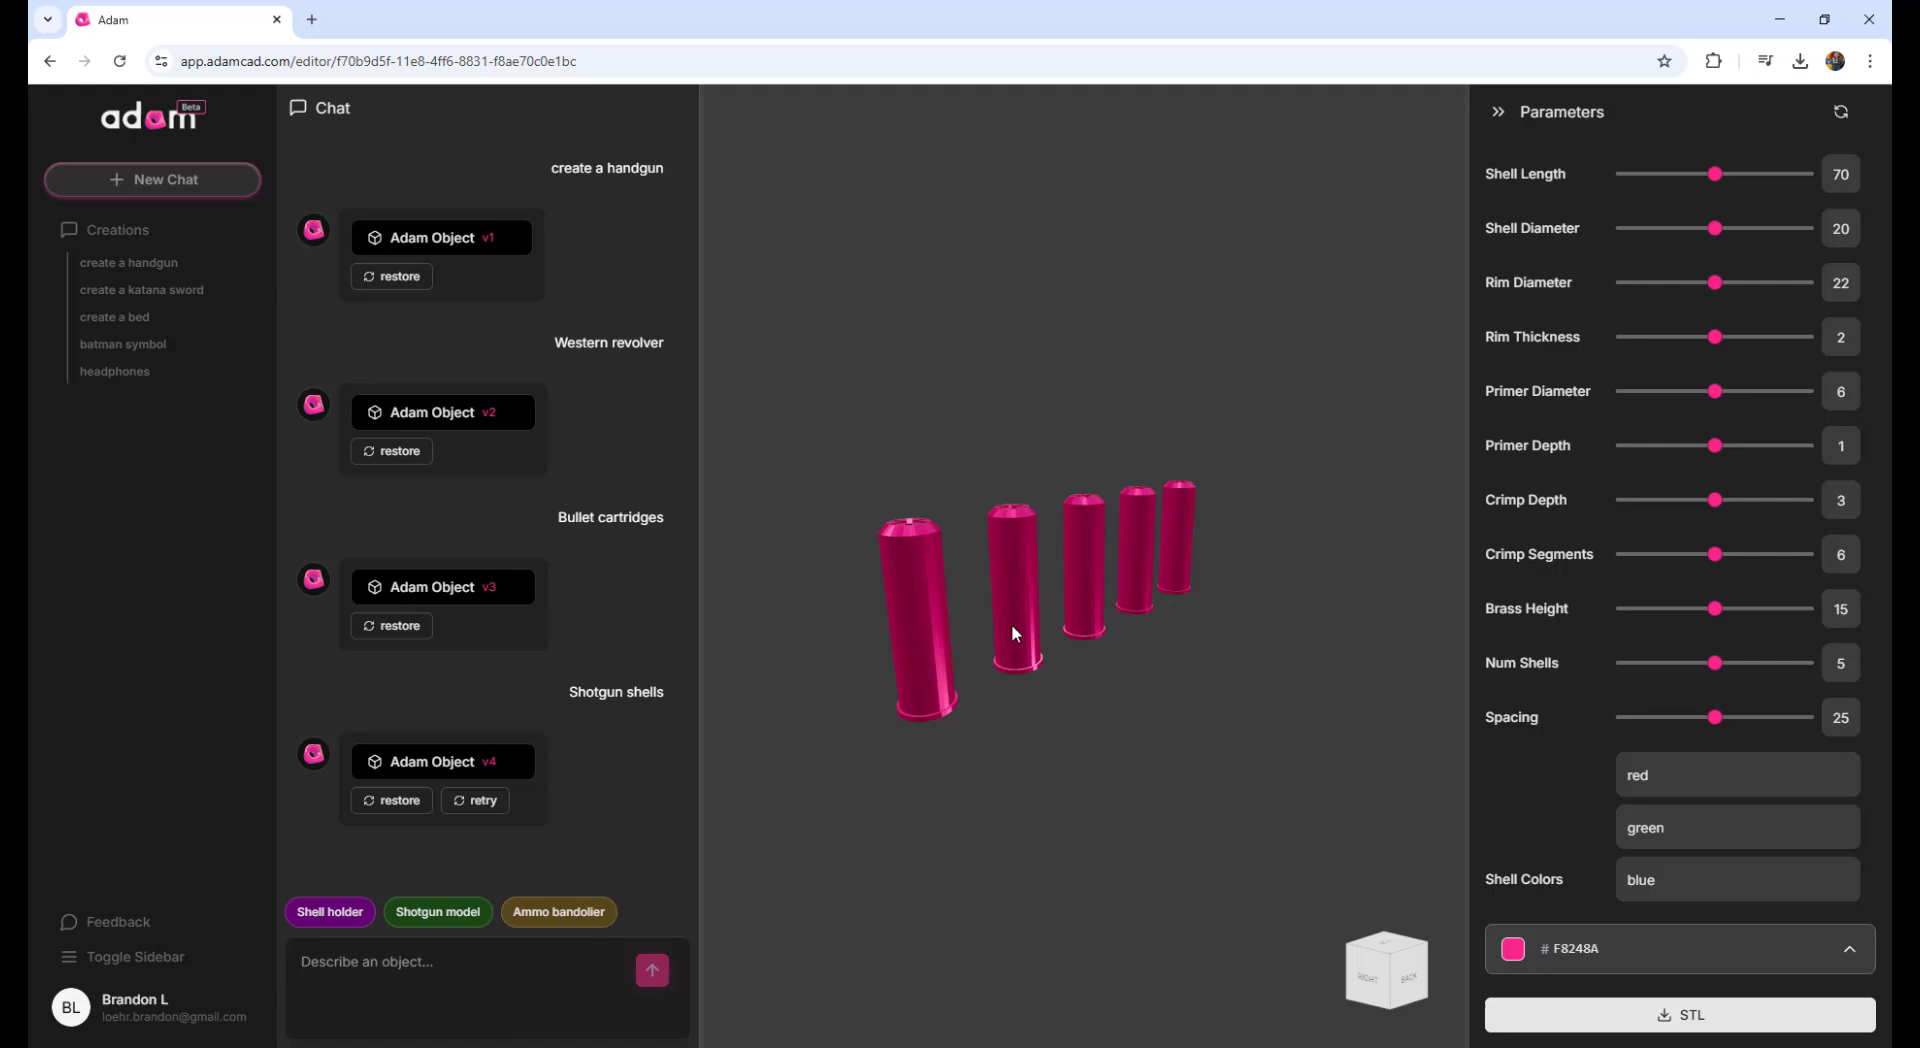 Adam
app.adamcad.com/editor/f70b9d5f-11e8-4ff6-8831-f8ae70c0e1bc
adam
Beta
New Chat
Creations
create a handgun
create a katana sword
create a bed
batman symbol
headphones
Feedback
Toggle Sidebar
BL
Brandon L
loehr.brandon@gmail.com
Chat
create a handgun
Adam Object v1
restore
Western revolver
Adam Object v2
restore
Bullet cartridges
Adam Object v3
restore
Shotgun shells
Adam Object v4
restore retry
Shell holder Shotgun model Ammo bandolier
Describe an object...
RIGHT BACK
Parameters
Shell Length 70
Shell Diameter 20
Rim Diameter 22
Rim Thickness 2
Primer Diameter 6
Primer Depth 1
Crimp Depth 3
Crimp Segments 6
Brass Height 15
Num Shells 5
Spacing 25
red
green
Shell Colors blue
# F8248A
STL